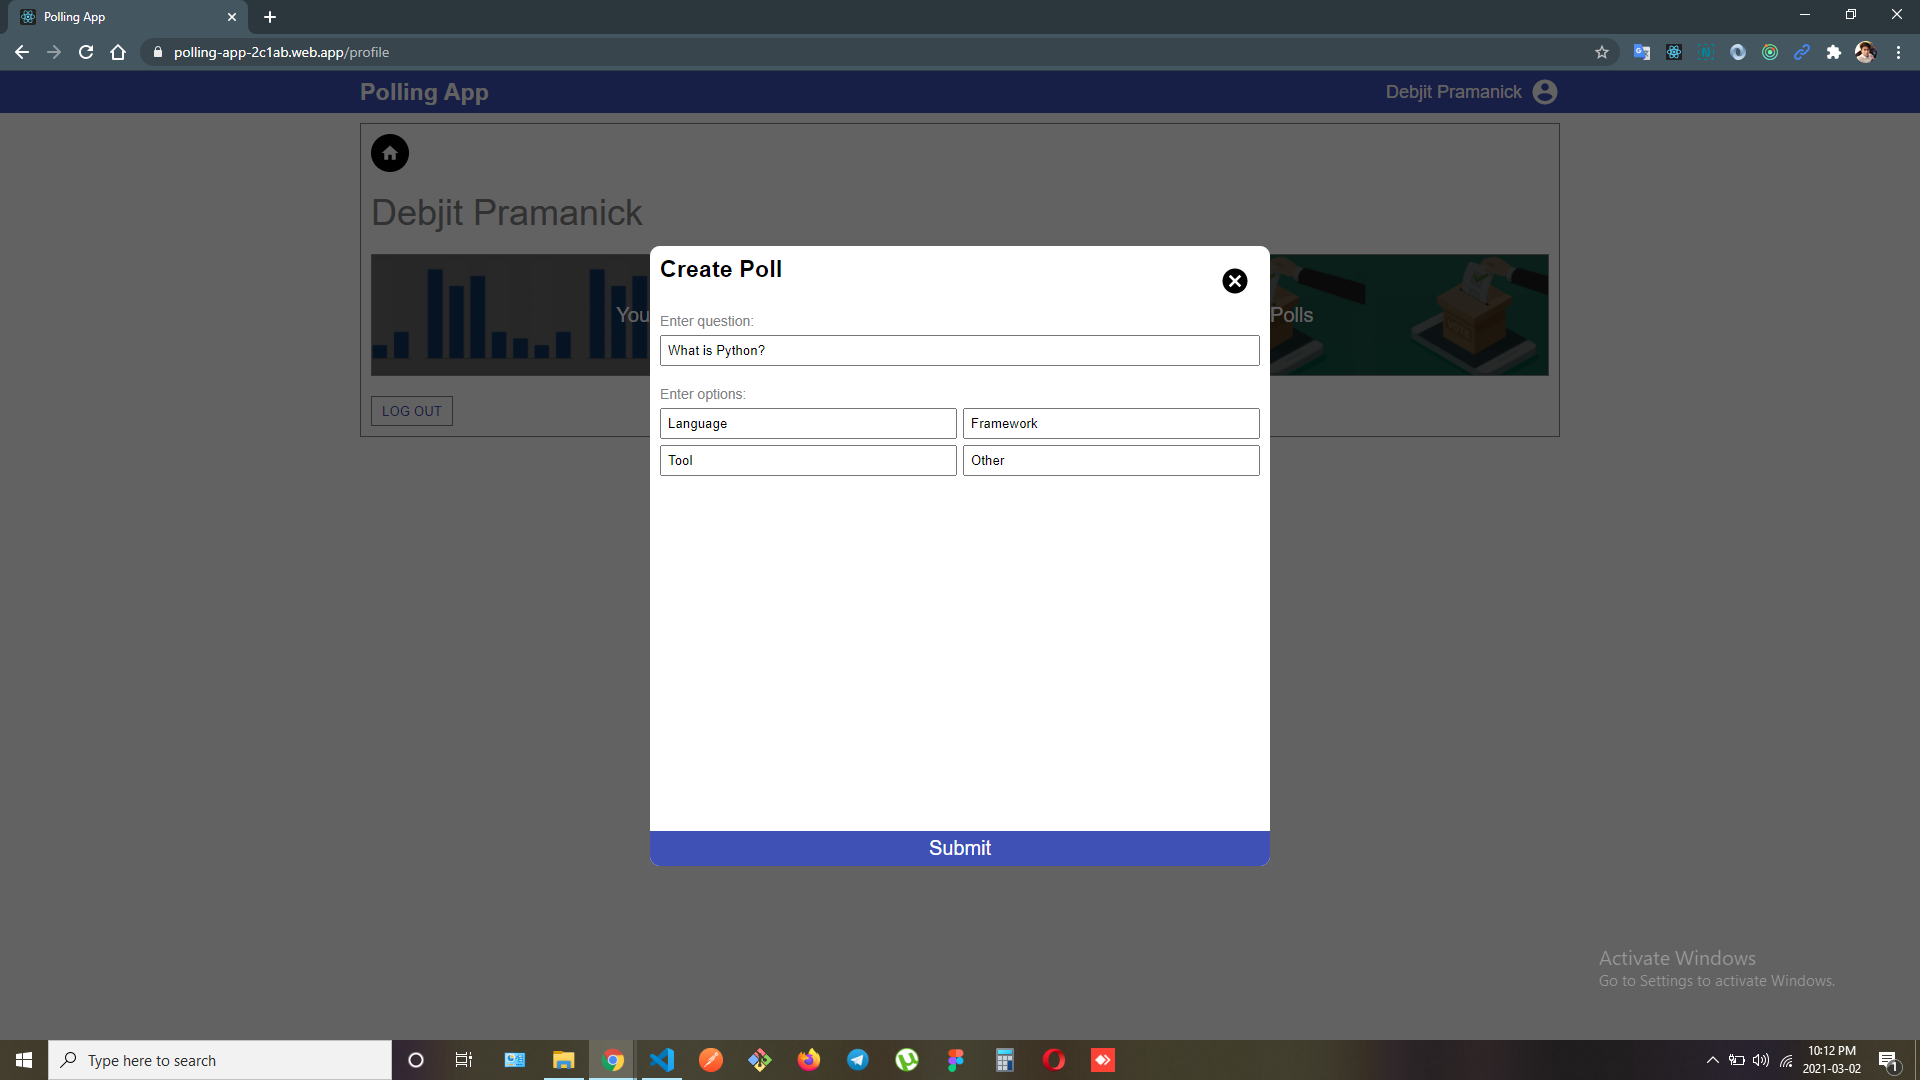 Polling App
polling-app-2c1ab.web.app/profile
Polling App
Debjit Pramanick
Debjit Pramanick
You
Polls
LOG OUT
Create Poll
Enter question:
What is Python?
Enter options:
Language
Framework
Tool
Other
Submit
Activate Windows
Go to Settings to activate Windows.
Type here to search
10:12 PM
2021-03-02
1